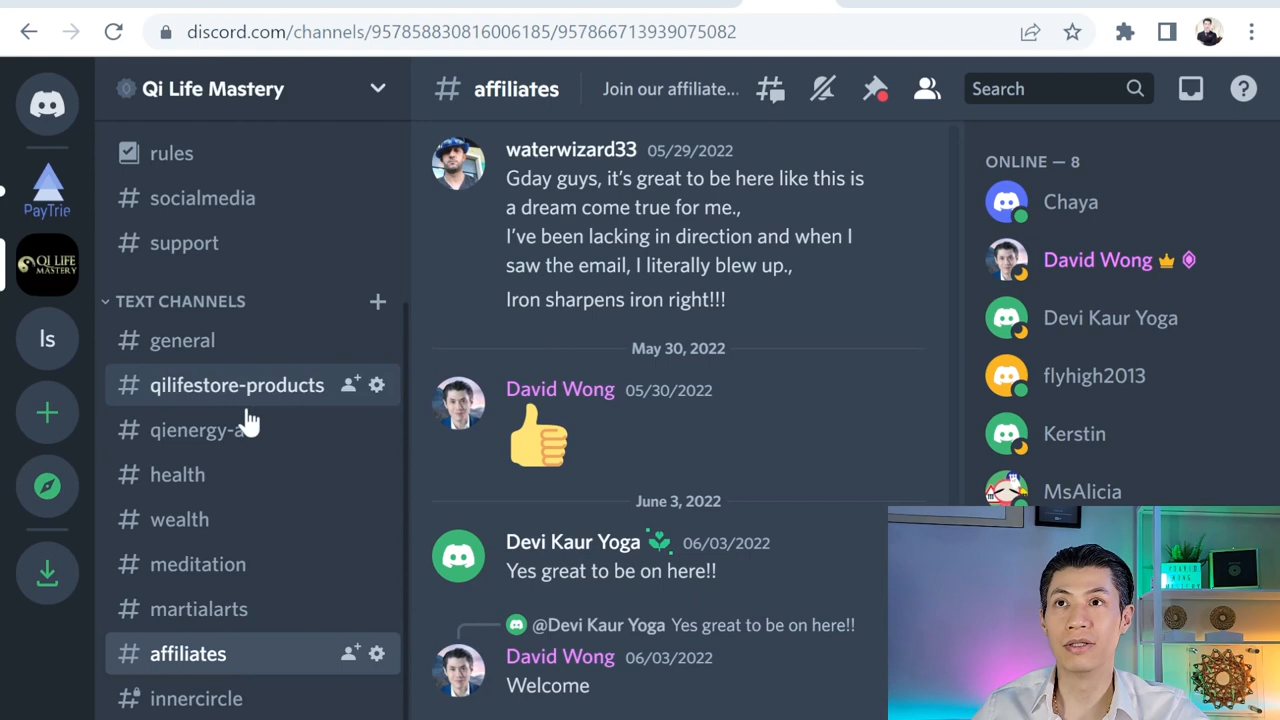 discord.com/channels/957858830816006185/957866713939075082
Qi Life Mastery
# affiliates
Join our affiliate...
Search
PayTrie
QI LIFE
MASTERY
ls
rules
# socialmedia
# support
TEXT CHANNELS
# general
# qilifestore-products
# qienergy-a
# health
# wealth
# meditation
# martialarts
# affiliates
# innercircle
waterwizard33 05/29/2022
Gday guys, it's great to be here like this is
a dream come true for me.,
I've been lacking in direction and when I
saw the email, I literally blew up.,
Iron sharpens iron right!!!
May 30, 2022
David Wong 05/30/2022
June 3, 2022
Devi Kaur Yoga 06/03/2022
Yes great to be on here!!
@Devi Kaur Yoga Yes great to be on here!!
David Wong 06/03/2022
Welcome
ONLINE — 8
Chaya
David Wong
Devi Kaur Yoga
flyhigh2013
Kerstin
MsAlicia